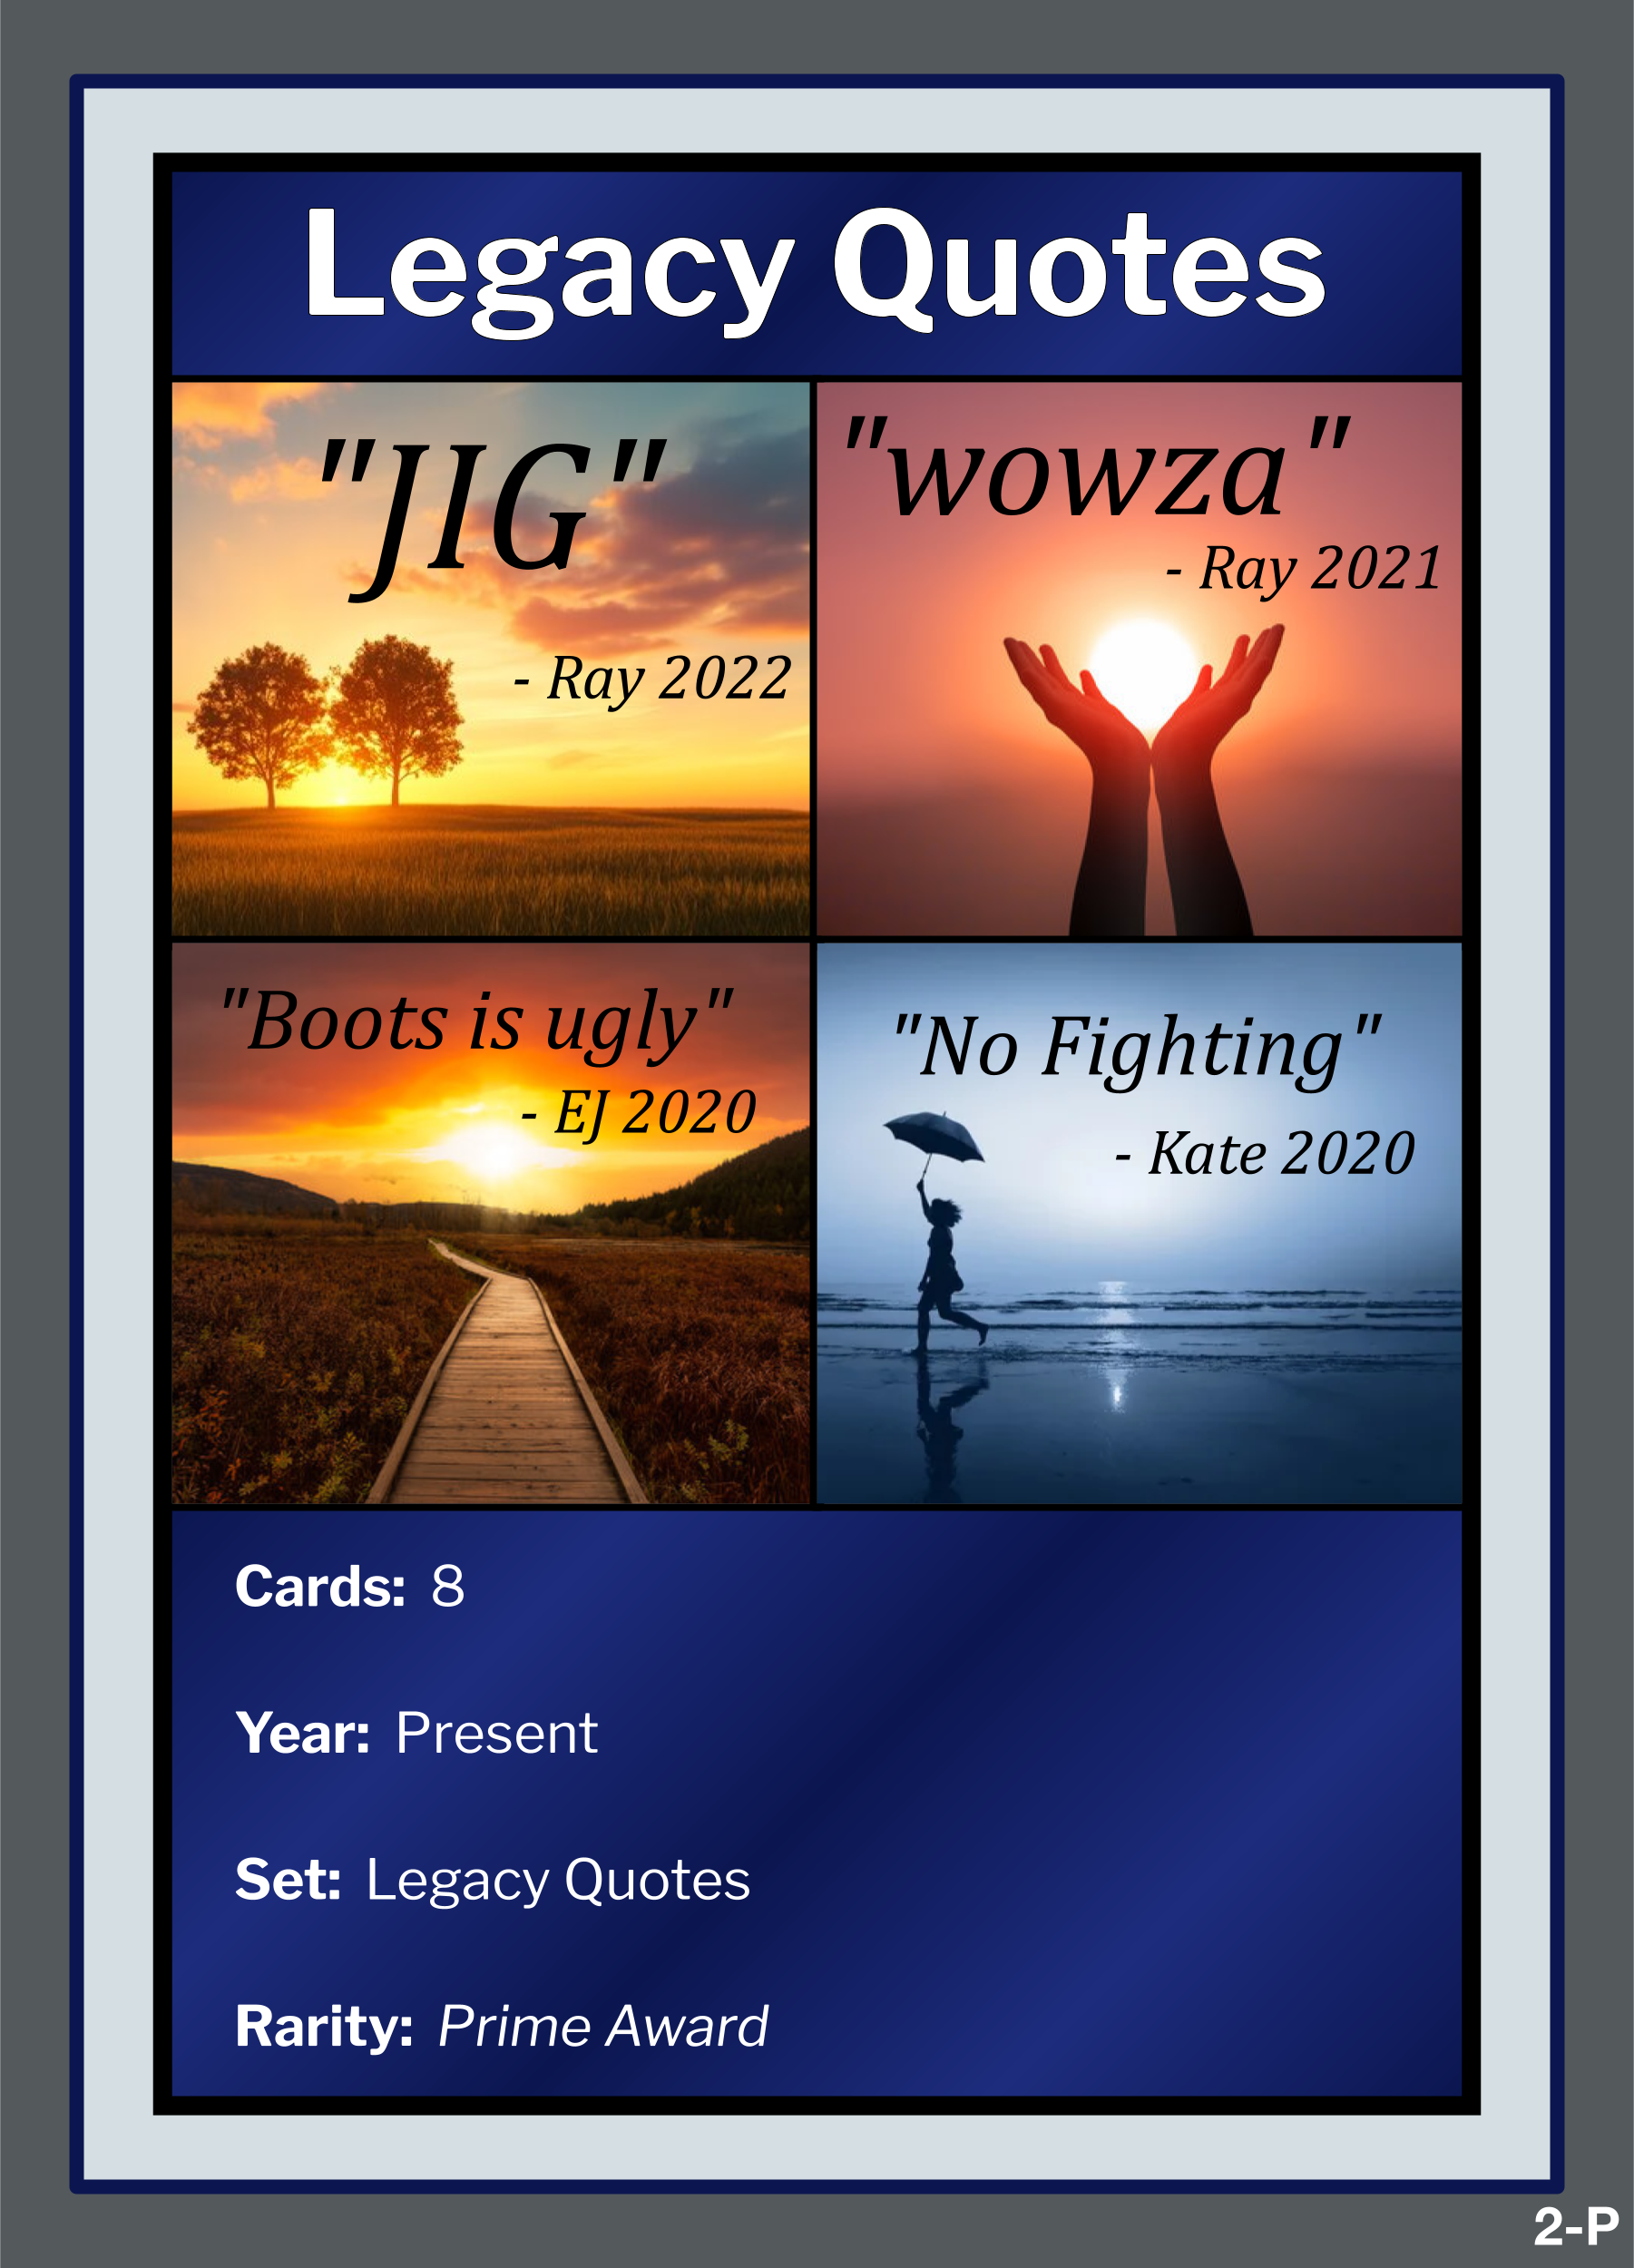 Legacy Quotes
"JIG"
- Ray 2022
"wowza"
- Ray 2021
"Boots is ugly"
- EJ 2020
"No Fighting"
- Kate 2020
Cards: 8
Year: Present
Set: Legacy Quotes
Rarity: Prime Award
2-P